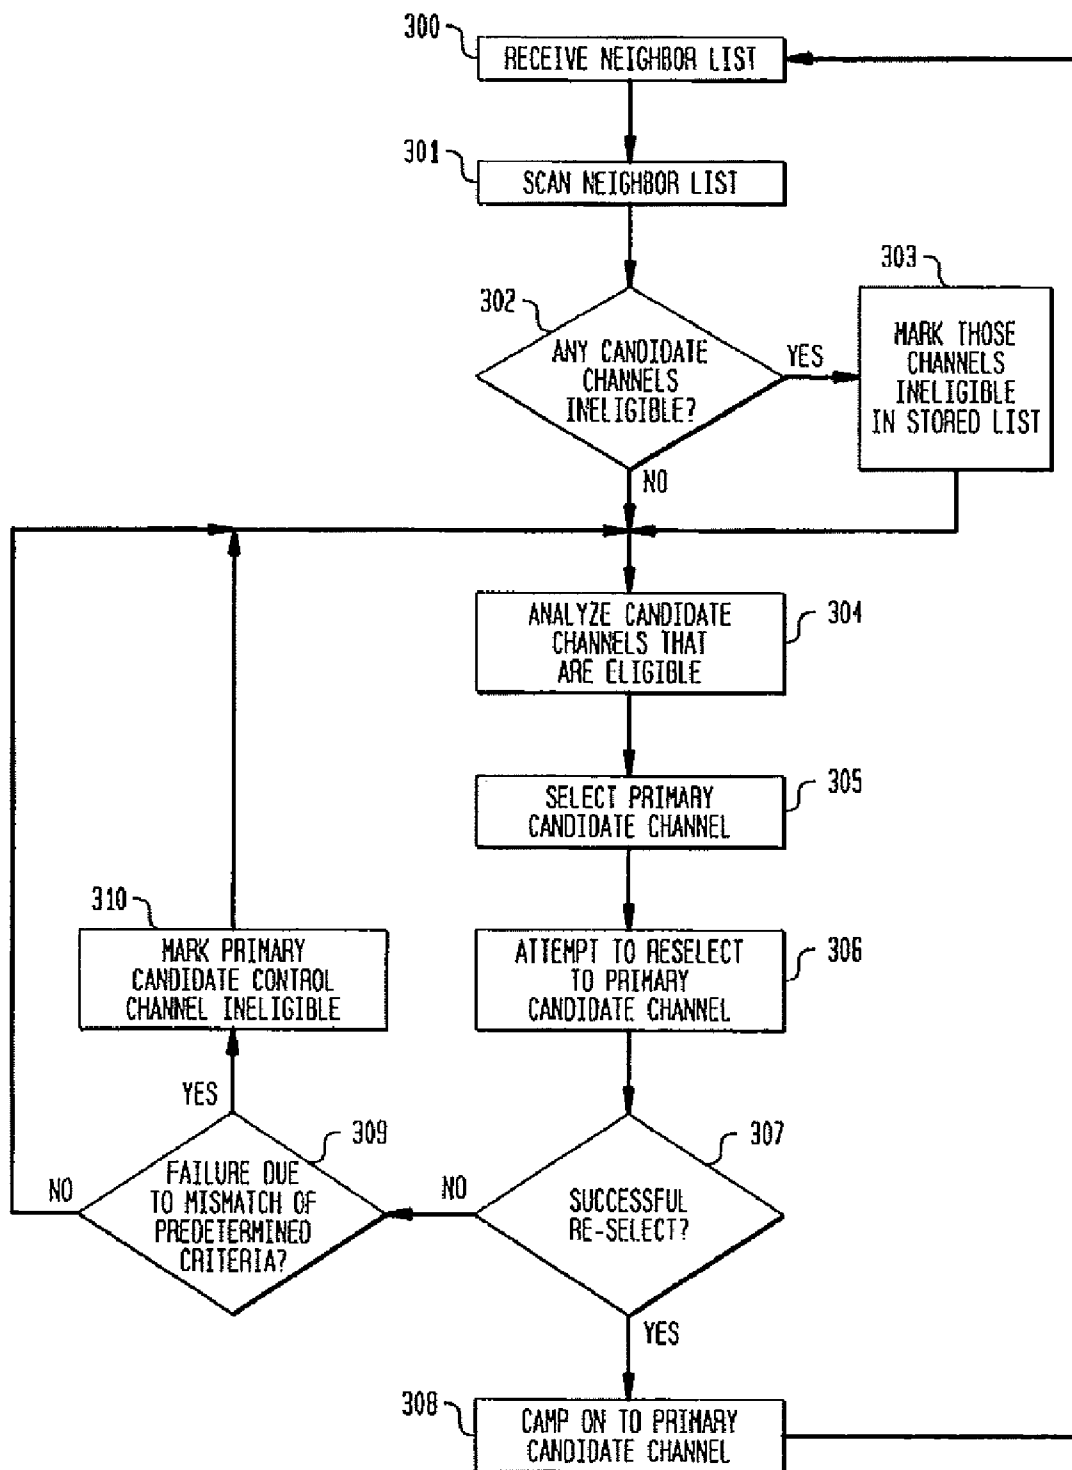 300
RECEIVE NEIGHBOR LIST
301
SCAN NEIGHBOR LIST
302
ANY CANDIDATE
CHANNELS
INELIGIBLE?
YES
303
MARK THOSE
CHANNELS
INELIGIBLE
IN STORED LIST
NO
304
ANALYZE CANDIDATE
CHANNELS THAT
ARE ELIGIBLE
305
SELECT PRIMARY
CANDIDATE CHANNEL
306
ATTEMPT TO RESELECT
TO PRIMARY
CANDIDATE CHANNEL
307
SUCCESSFUL
RE-SELECT?
NO
309
FAILURE DUE
TO MISMATCH OF
PREDETERMINED
CRITERIA?
NO
YES
310
MARK PRIMARY
CANDIDATE CONTROL
CHANNEL INELIGIBLE
YES
308
CAMP ON TO PRIMARY
CANDIDATE CHANNEL